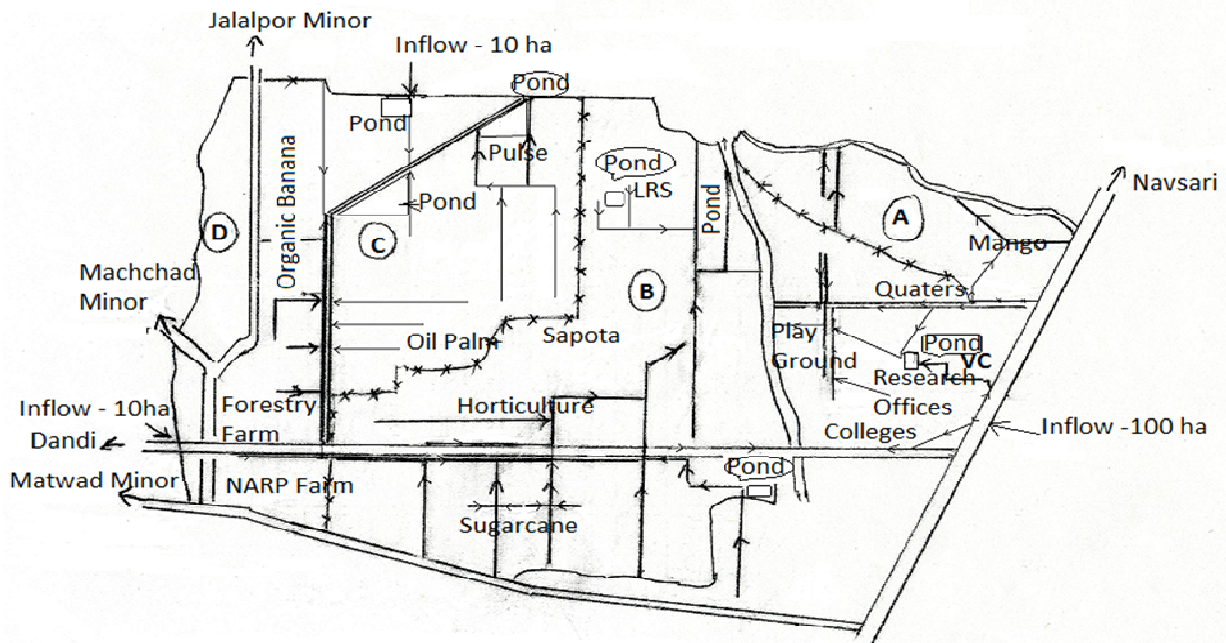 Jalalpor Minor
Inflow - 10 ha
Pond
Pond
Pulse
Pond
LRS
Pond
Organic Banana
Pond
D
C
B
A
Navsari
Mango
Machchad
Minor
Quaters
Oil Palm
Sapota
Play
Ground
Pond
VC
Research
Offices
Inflow - 10ha
Dandi
Forestry
Farm
Horticulture
Colleges
Inflow -100 ha
Matwad Minor
NARP Farm
Pond
Sugarcane